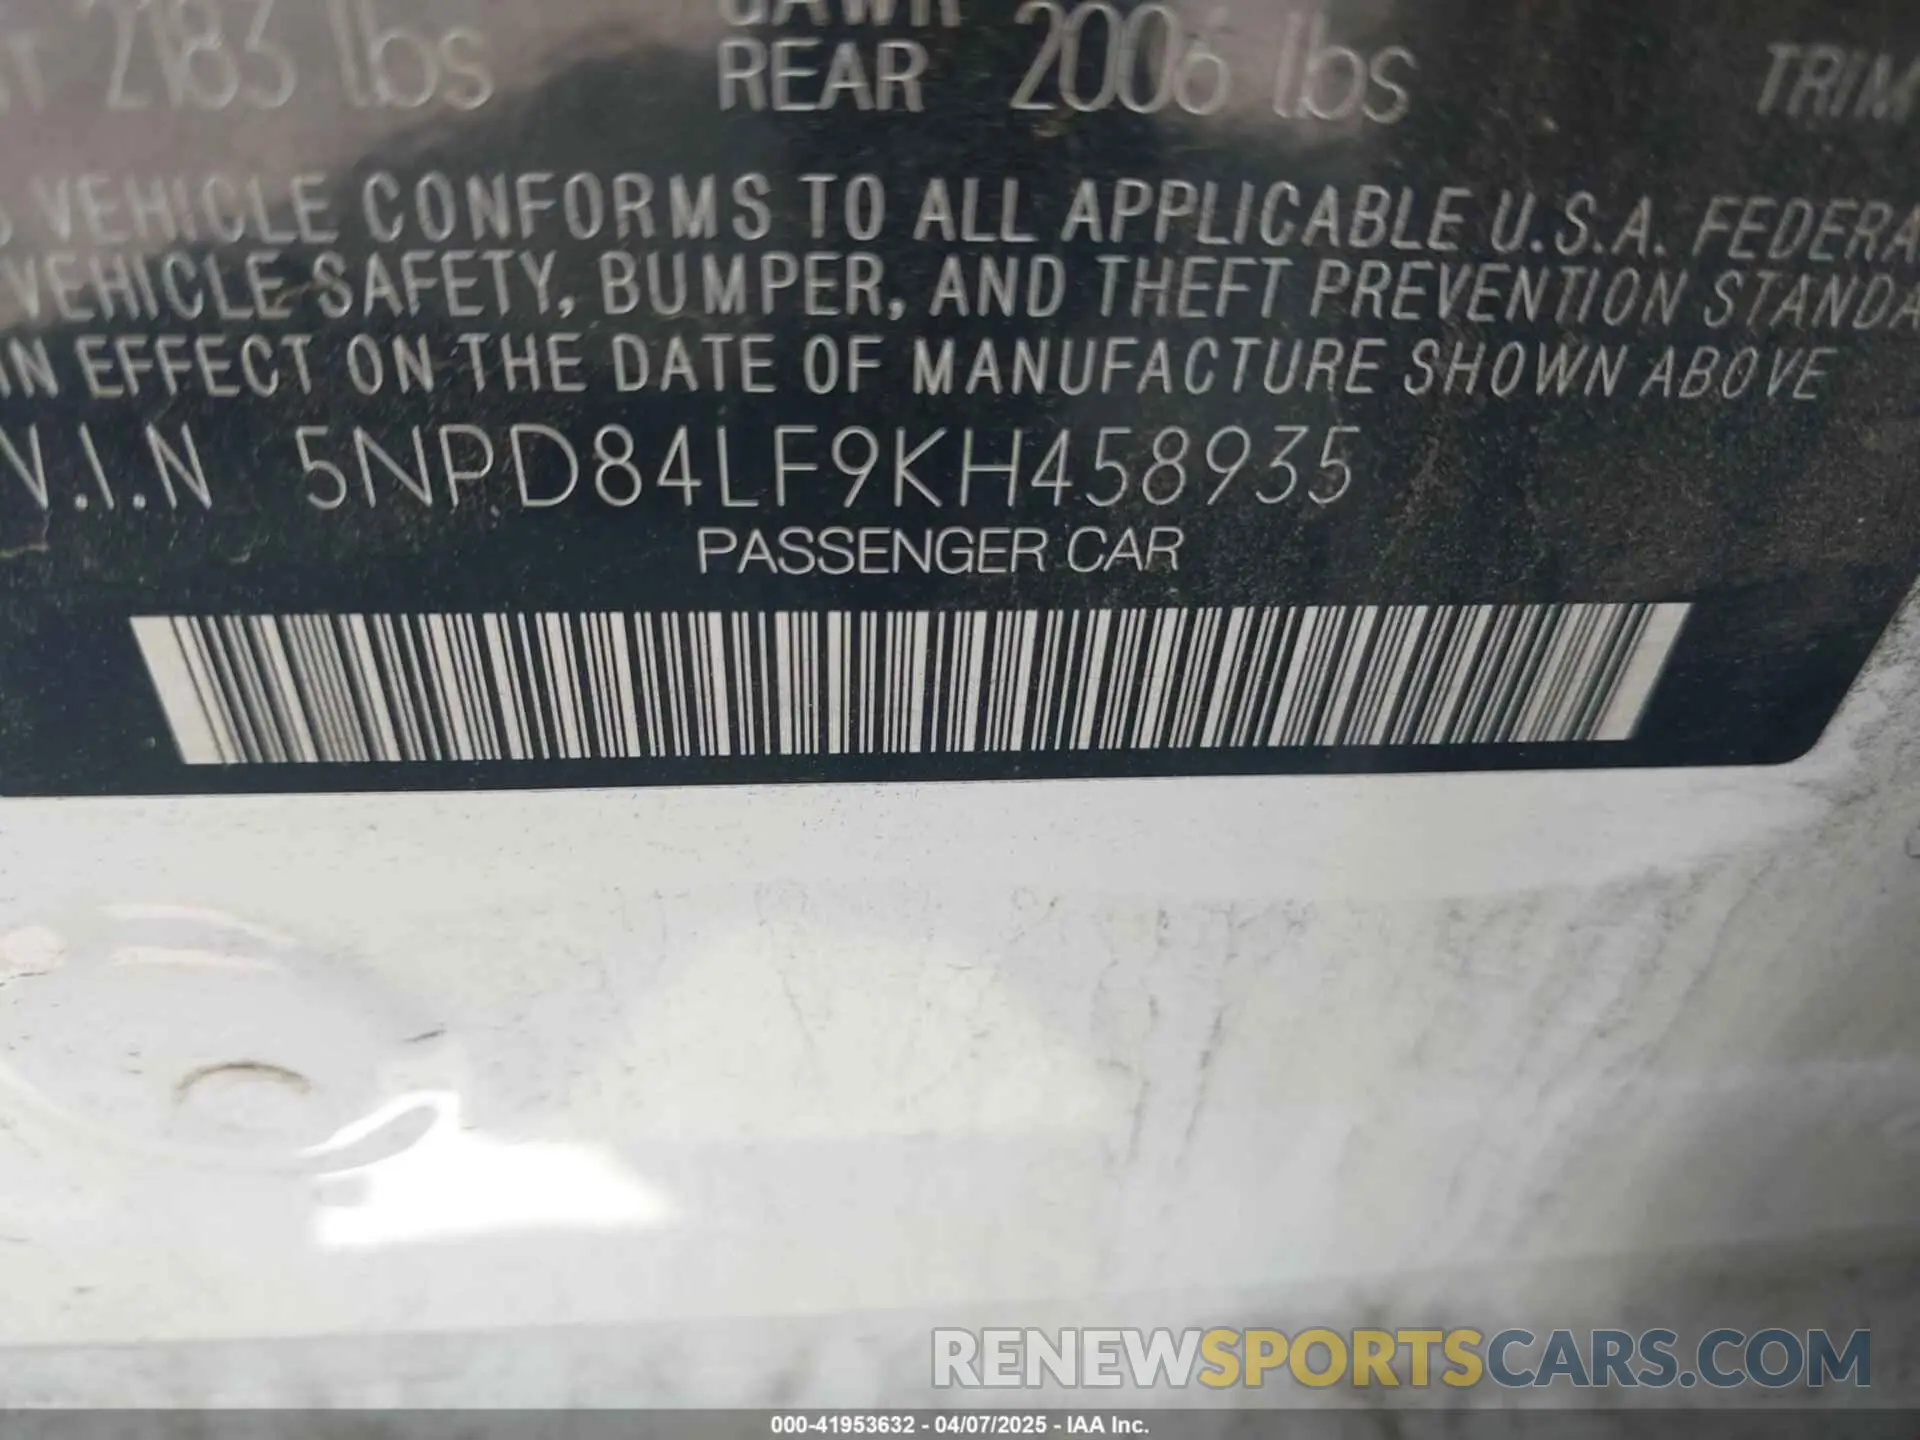 2183 lbs REAR 2006 lbs TRIM
VEHICLE CONFORMS TO ALL APPLICABLE U.S.A. FEDERA
VEHICLE SAFETY, BUMPER, AND THEFT PREVENTION STANDA
IN EFFECT ON THE DATE OF MANUFACTURE SHOWN ABOVE
V.I.N 5NPD84LF9KH458935
PASSENGER CAR
RENEWSPORTSCARS.COM
000-41953632 - 04/07/2025 - IAA Inc.